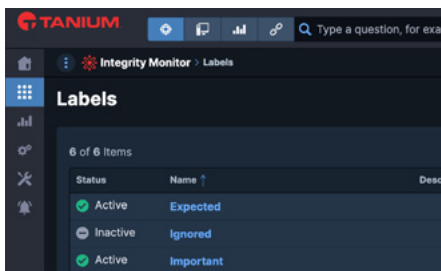 TANIUM
Type a question, for exa
Integrity Monitor > Labels
Labels
6 of 6 Items
Status Name ↑ Desc
Active Expected
Inactive Ignored
Active Important